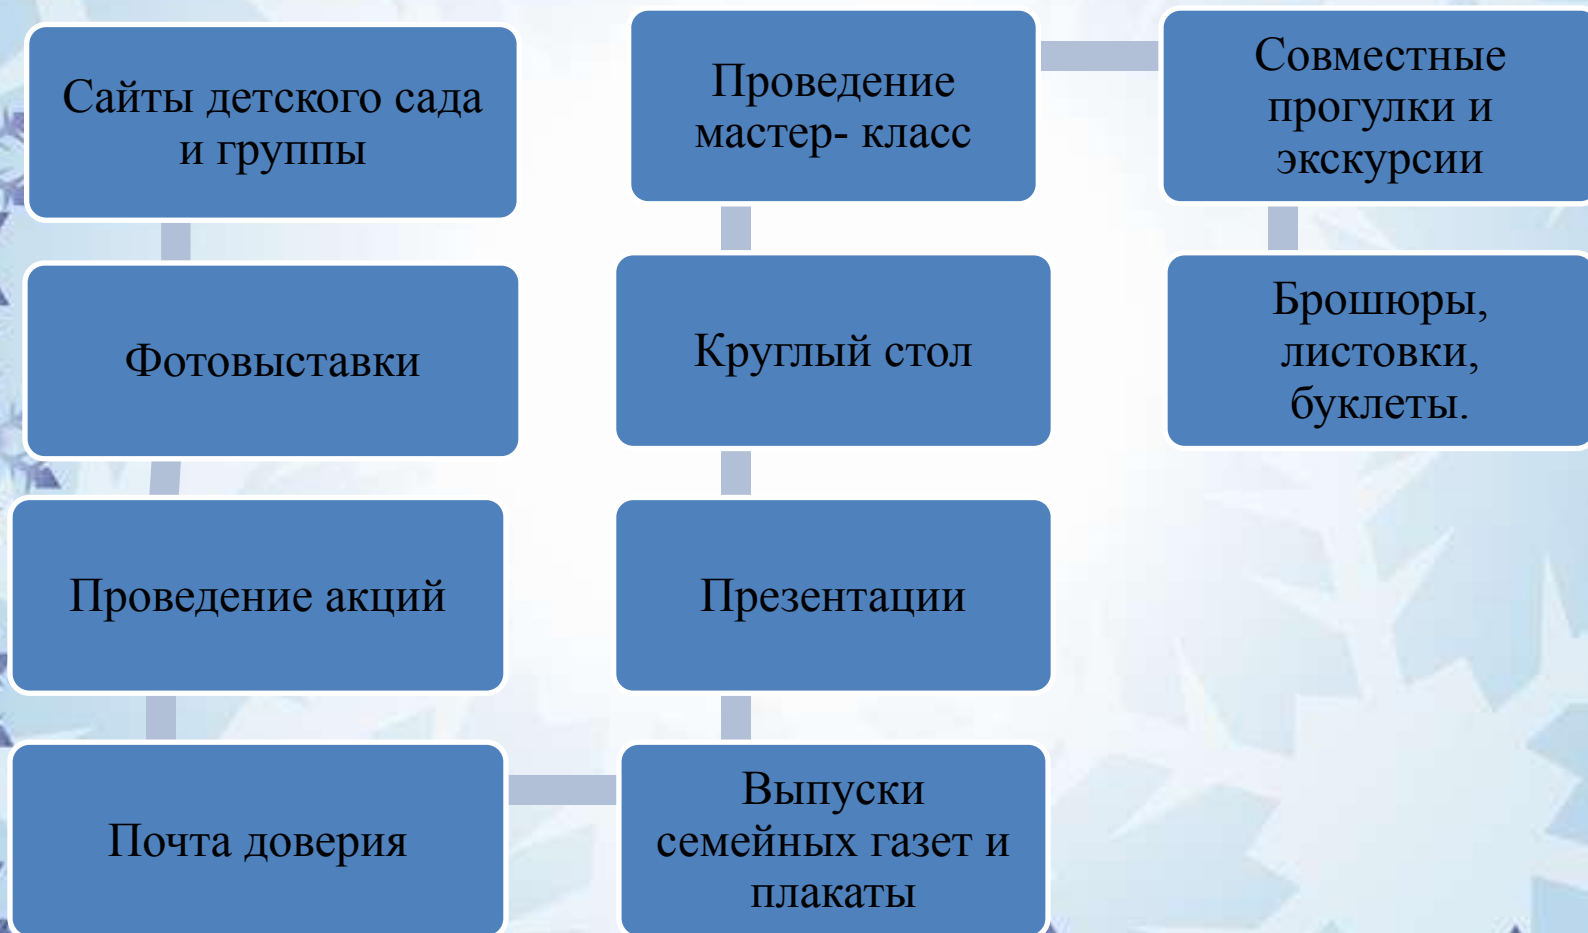 Сайты детского сада
и группы
Фотовыставки
Проведение акций
Почта доверия
Выпуски
семейных газет и
плакаты
Презентации
Круглый стол
Проведение
мастер- класс
Совместные
прогулки и
экскурсии
Брошюры,
листовки,
буклеты.